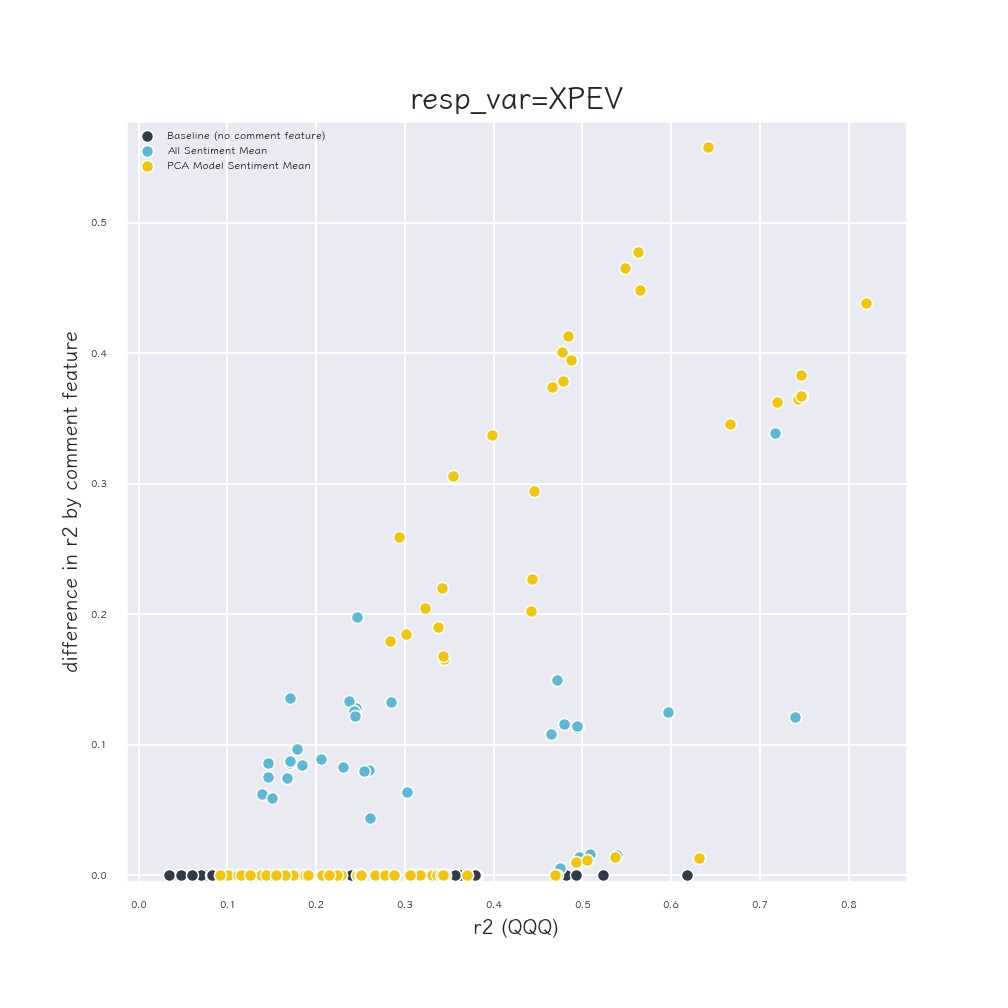 resp_var=XPEV
Baseline (no comment feature)
All Sentiment Mean
PCA Model Sentiment Mean
difference in r2 by comment feature
0.5
0.4
0.3
0.2
0.1
0.0
0.0 0.1 0.2 0.3 0.4 0.5 0.6 0.7 0.8
r2 (QQQ)